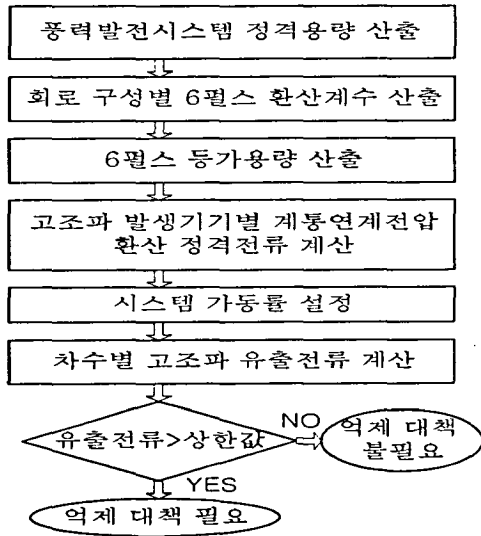 풍력발전시스템 정격용량 산출
회로 구성별 6펄스 환산계수 산출
6펄스 등가용량 산출
고조파 발생기기별 계통연계전압
환산 정격전류 계산
시스템 가동률 설정
차수별 고조파 유출전류 계산
유출전류>상한값
NO
억제 대책
불필요
YES
억제 대책 필요